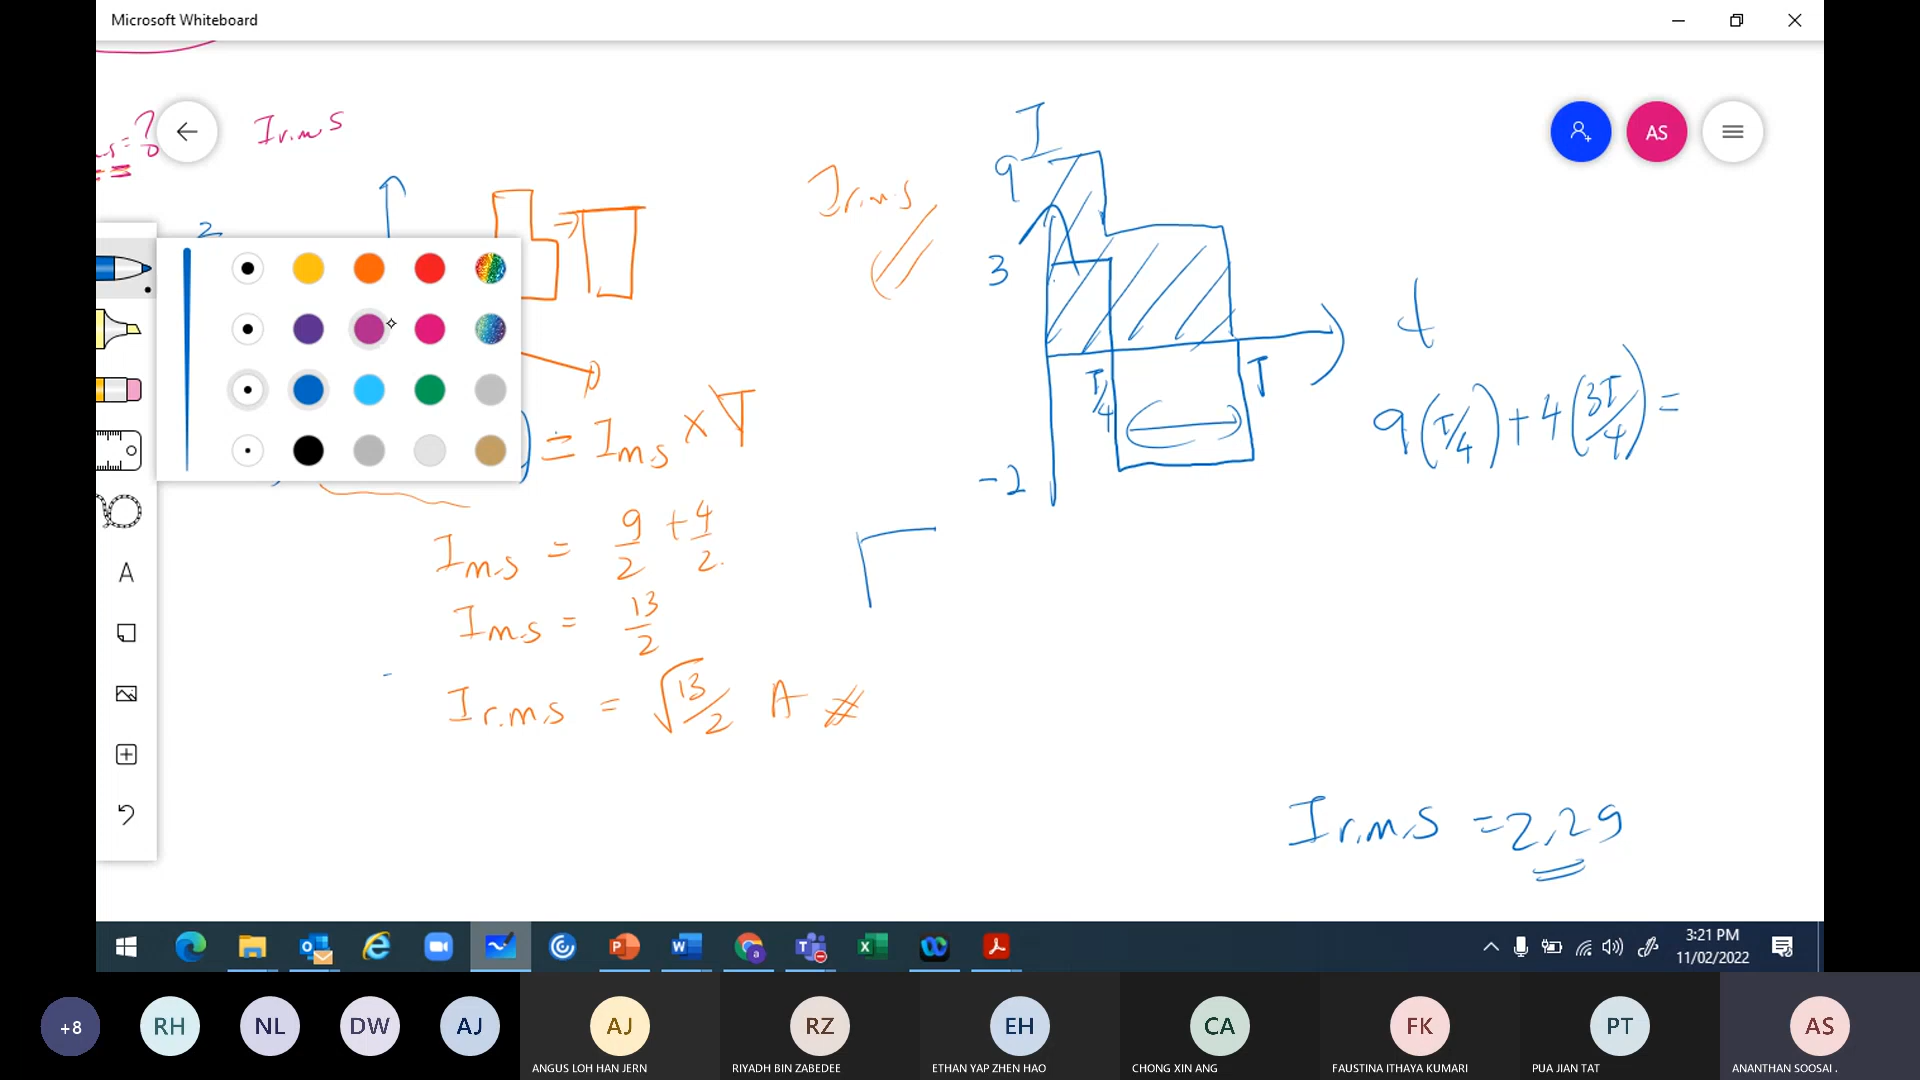 Microsoft Whiteboard
ms=?
Ir.m.s
2
AS
Ir.m.s
I
9
3
t
T/4
T
-2
9(T/4) + 4(3T/4) =
) = Im.s × T
Im.s = 9/2 + 4/2.
Im.s = 13/2
Ir.m.s = √13/2 A #
A
Ir.m.s = 2.29
3:21 PM
11/02/2022
+8
RH
NL
DW
AJ
AJ
ANGUS LOH HAN JERN
RZ
RIYADH BIN ZABEDEE
EH
ETHAN YAP ZHEN HAO
CA
CHONG XIN ANG
FK
FAUSTINA ITHAYA KUMARI
PT
PUA JIAN TAT
AS
ANANTHAN SOOSAI .